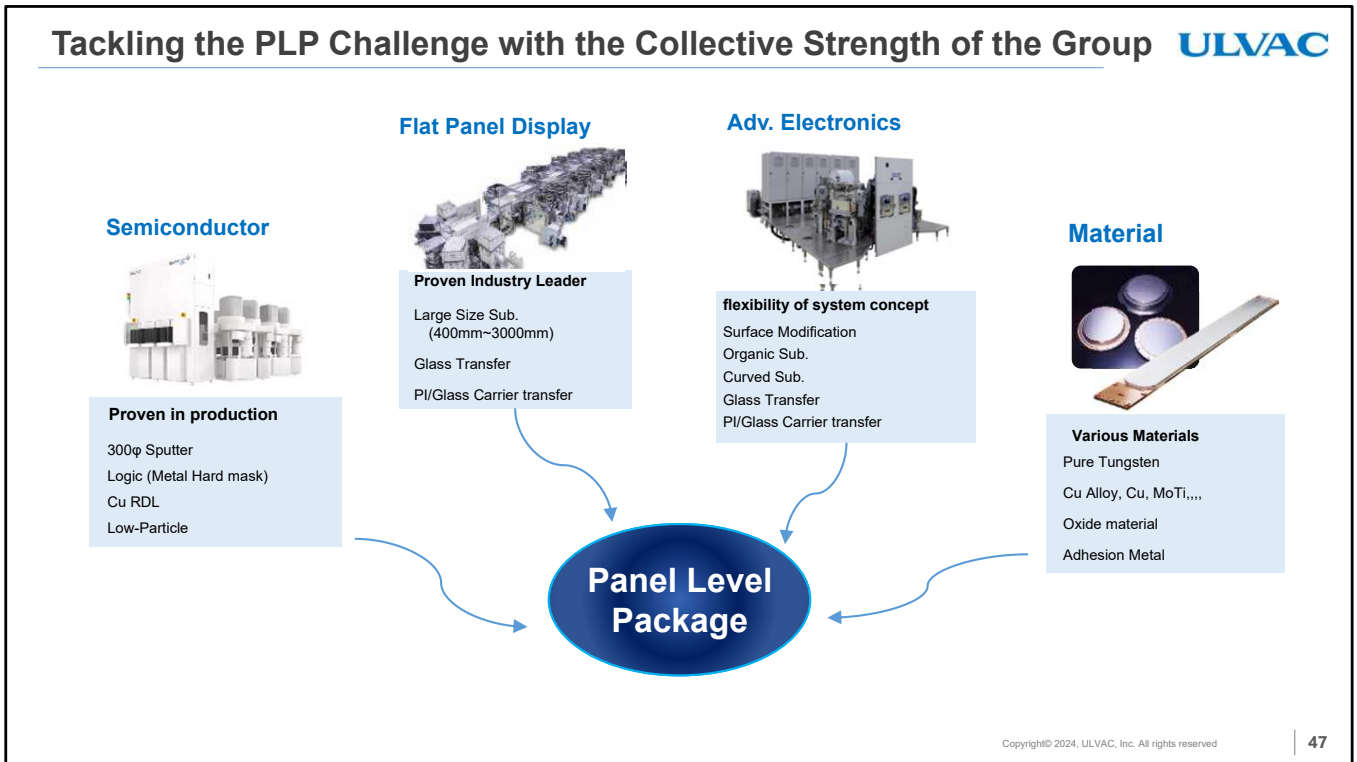 Tackling the PLP Challenge with the Collective Strength of the Group
ULVAC
Semiconductor
Proven in production
300φ Sputter
Logic (Metal Hard mask)
Cu RDL
Low-Particle
Flat Panel Display
Proven Industry Leader
Large Size Sub.
(400mm~3000mm)
Glass Transfer
PI/Glass Carrier transfer
Adv. Electronics
flexibility of system concept
Surface Modification
Organic Sub.
Curved Sub.
Glass Transfer
PI/Glass Carrier transfer
Material
Various Materials
Pure Tungsten
Cu Alloy, Cu, MoTi,,,,
Oxide material
Adhesion Metal
Panel Level
Package
Copyright© 2024, ULVAC, Inc. All rights reserved
47